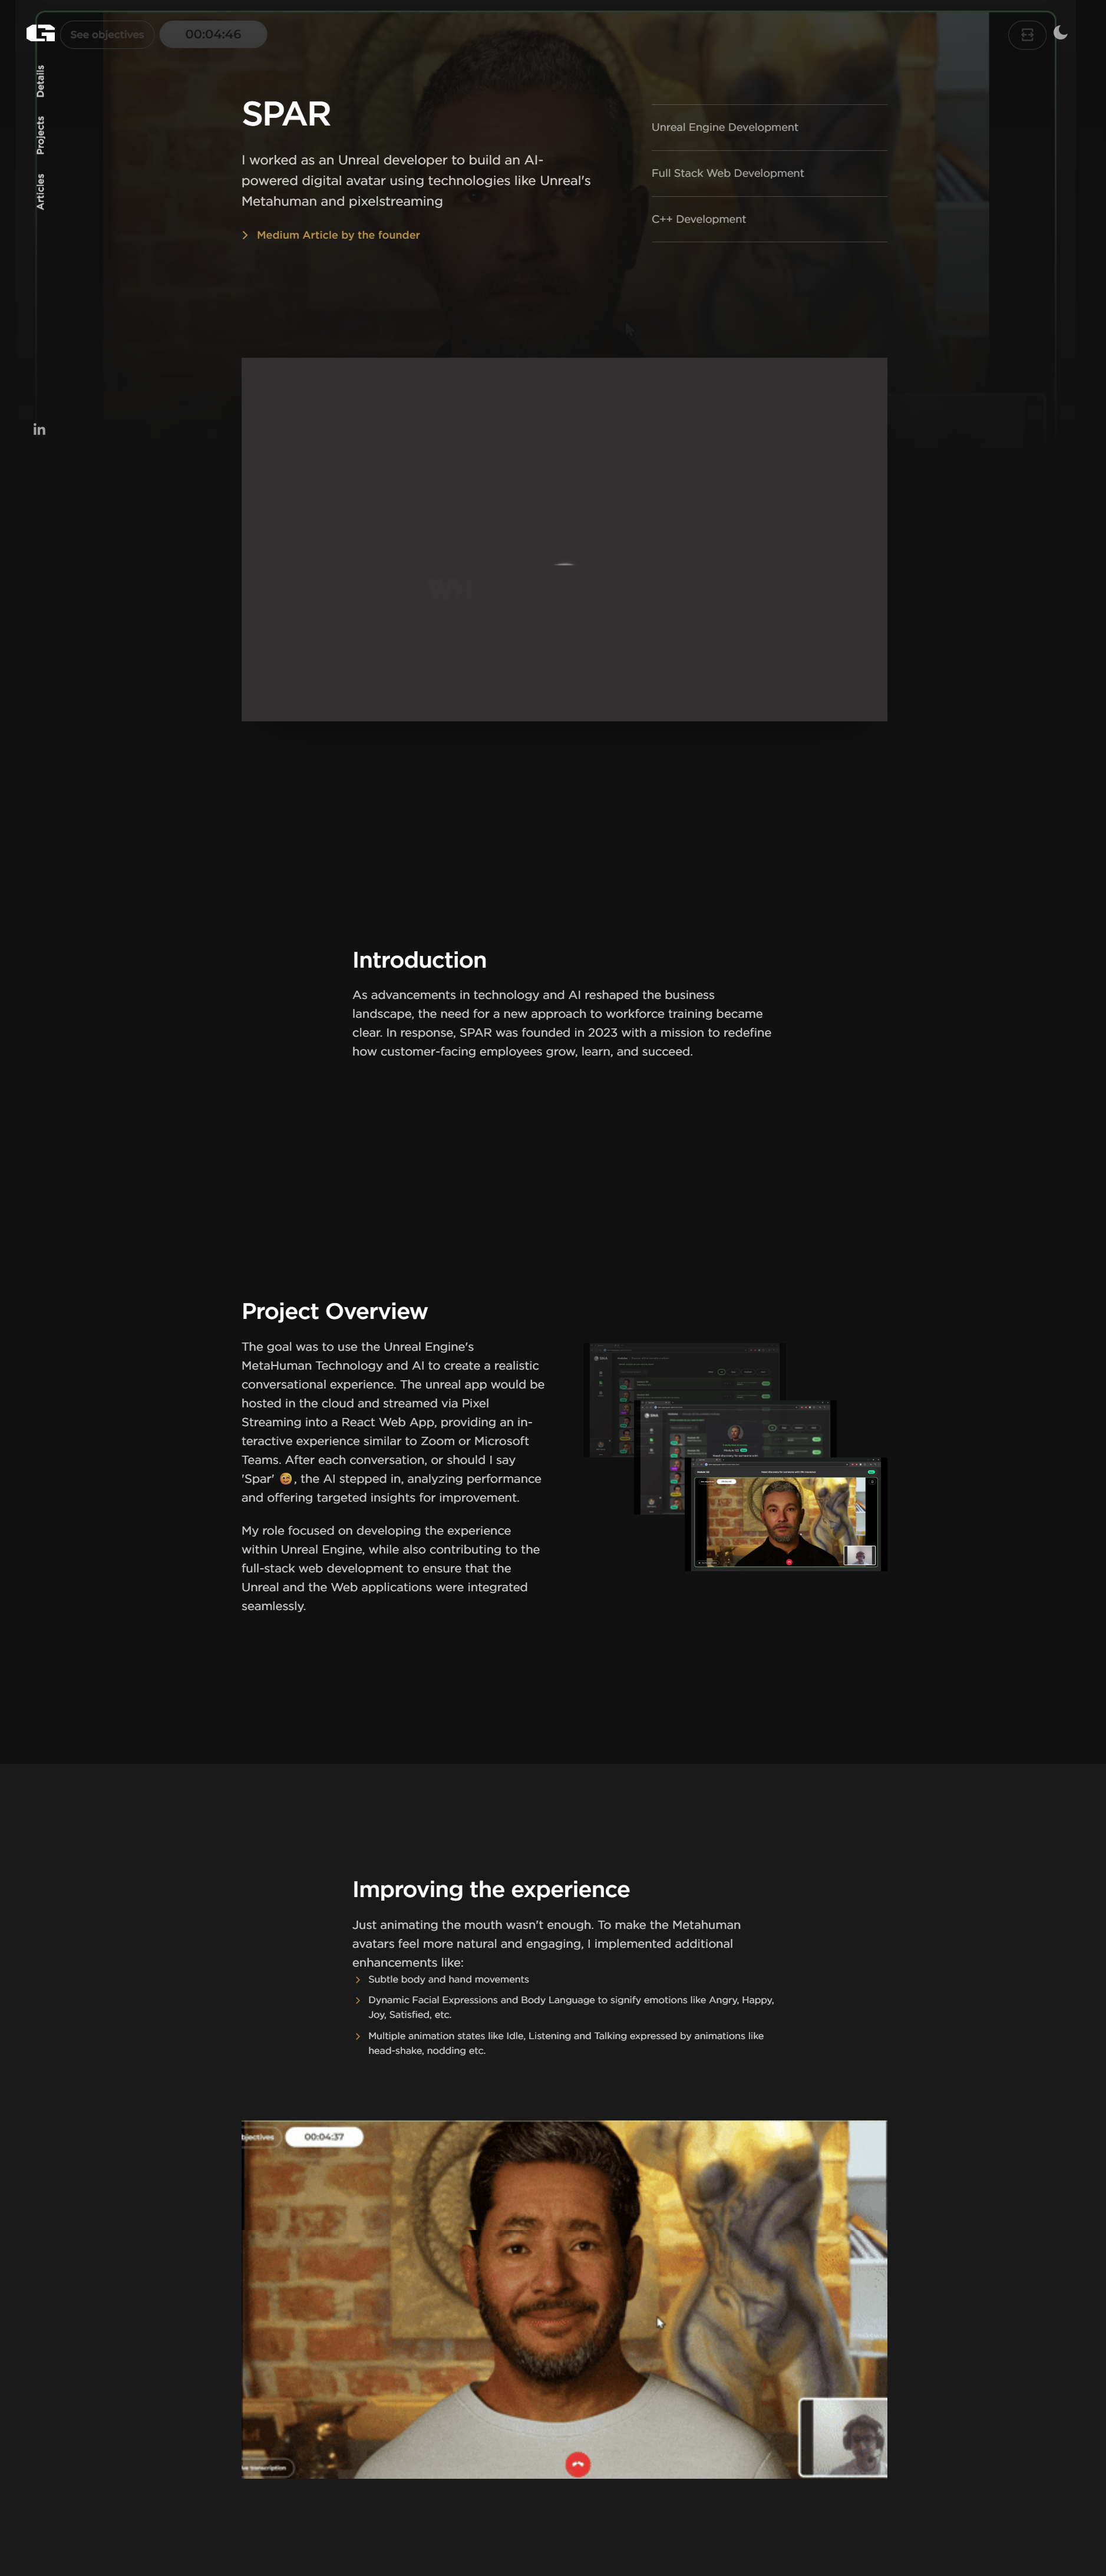 G
See objectives
00:04:46
Details
Projects
Articles
in
SPAR
I worked as an Unreal developer to build an AI-
powered digital avatar using technologies like Unreal's
Metahuman and pixelstreaming
Medium Article by the founder
Unreal Engine Development
Full Stack Web Development
C++ Development
Introduction
As advancements in technology and AI reshaped the business
landscape, the need for a new approach to workforce training became
clear. In response, SPAR was founded in 2023 with a mission to redefine
how customer-facing employees grow, learn, and succeed.
Project Overview
The goal was to use the Unreal Engine's
MetaHuman Technology and AI to create a realistic
conversational experience. The unreal app would be
hosted in the cloud and streamed via Pixel
Streaming into a React Web App, providing an in-
teractive experience similar to Zoom or Microsoft
Teams. After each conversation, or should I say
'Spar' 😅, the AI stepped in, analyzing performance
and offering targeted insights for improvement.
My role focused on developing the experience
within Unreal Engine, while also contributing to the
full-stack web development to ensure that the
Unreal and the Web applications were integrated
seamlessly.
Improving the experience
Just animating the mouth wasn't enough. To make the Metahuman
avatars feel more natural and engaging, I implemented additional
enhancements like:
Subtle body and hand movements
Dynamic Facial Expressions and Body Language to signify emotions like Angry, Happy,
Joy, Satisfied, etc.
Multiple animation states like Idle, Listening and Talking expressed by animations like
head-shake, nodding etc.
bjectives
00:04:37
ve transcription